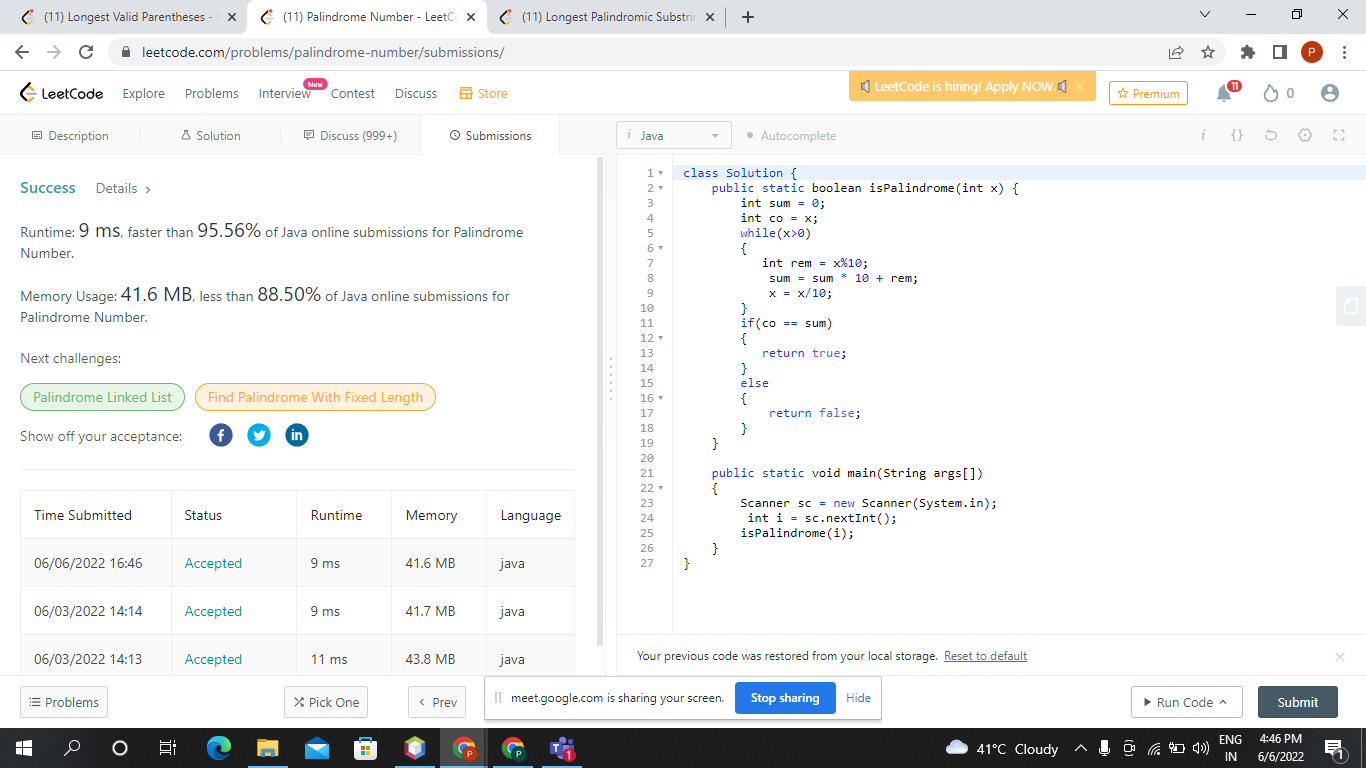 (11) Longest Valid Parentheses -
(11) Palindrome Number - LeetC
(11) Longest Palindromic Substrin
leetcode.com/problems/palindrome-number/submissions/
P
LeetCode
Explore
Problems
Interview
New
Contest
Discuss
Store
LeetCode is hiring! Apply NOW.
Premium
11
0
Description
Solution
Discuss (999+)
Submissions
i Java
Autocomplete
i
{}
Success
Details >
Runtime: 9 ms, faster than 95.56% of Java online submissions for Palindrome
Number.
Memory Usage: 41.6 MB, less than 88.50% of Java online submissions for
Palindrome Number.
Next challenges:
Palindrome Linked List
Find Palindrome With Fixed Length
Show off your acceptance:
Time Submitted Status Runtime Memory Language
06/06/2022 16:46 Accepted 9 ms 41.6 MB java
06/03/2022 14:14 Accepted 9 ms 41.7 MB java
06/03/2022 14:13 Accepted 11 ms 43.8 MB java
1 class Solution {
2 public static boolean isPalindrome(int x) {
3 int sum = 0;
4 int co = x;
5 while(x>0)
6 {
7 int rem = x%10;
8 sum = sum * 10 + rem;
9 x = x/10;
10 }
11 if(co == sum)
12 {
13 return true;
14 }
15 else
16 {
17 return false;
18 }
19 }
20
21 public static void main(String args[])
22 {
23 Scanner sc = new Scanner(System.in);
24 int i = sc.nextInt();
25 isPalindrome(i);
26 }
27 }
Your previous code was restored from your local storage. Reset to default
Problems
Pick One
< Prev
meet.google.com is sharing your screen.
Stop sharing
Hide
Run Code
Submit
P
P
1
41°C Cloudy
ENG
IN
4:46 PM
6/6/2022
1